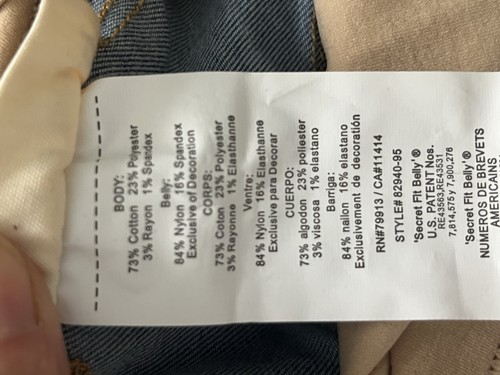 BODY:
73% Cotton 23% Polyester
3% Rayon 1% Spandex
Belly:
84% Nylon 16% Spandex
Exclusive of Decoration
CORPS:
73% Coton 23% Polyester
3% Rayonne 1% Elasthanne
Ventre:
84% Nylon 16% Elasthanne
Exclusive para Decorar
CUERPO:
73% algodon 23% poliester
3% viscosa 1% elastano
Barriga:
84% nailon 16% elastano
Exclusivement de decoration
RN#79913 / CA#11414
STYLE# 82940-95
'Secret Fit Belly' ®
U.S. PATENT Nos.
RE43563,RE43531
7,814,575 y 7,900,276
'Secret Fit Belly' ®
NUMEROS DE BREVETS
AMERICAINS